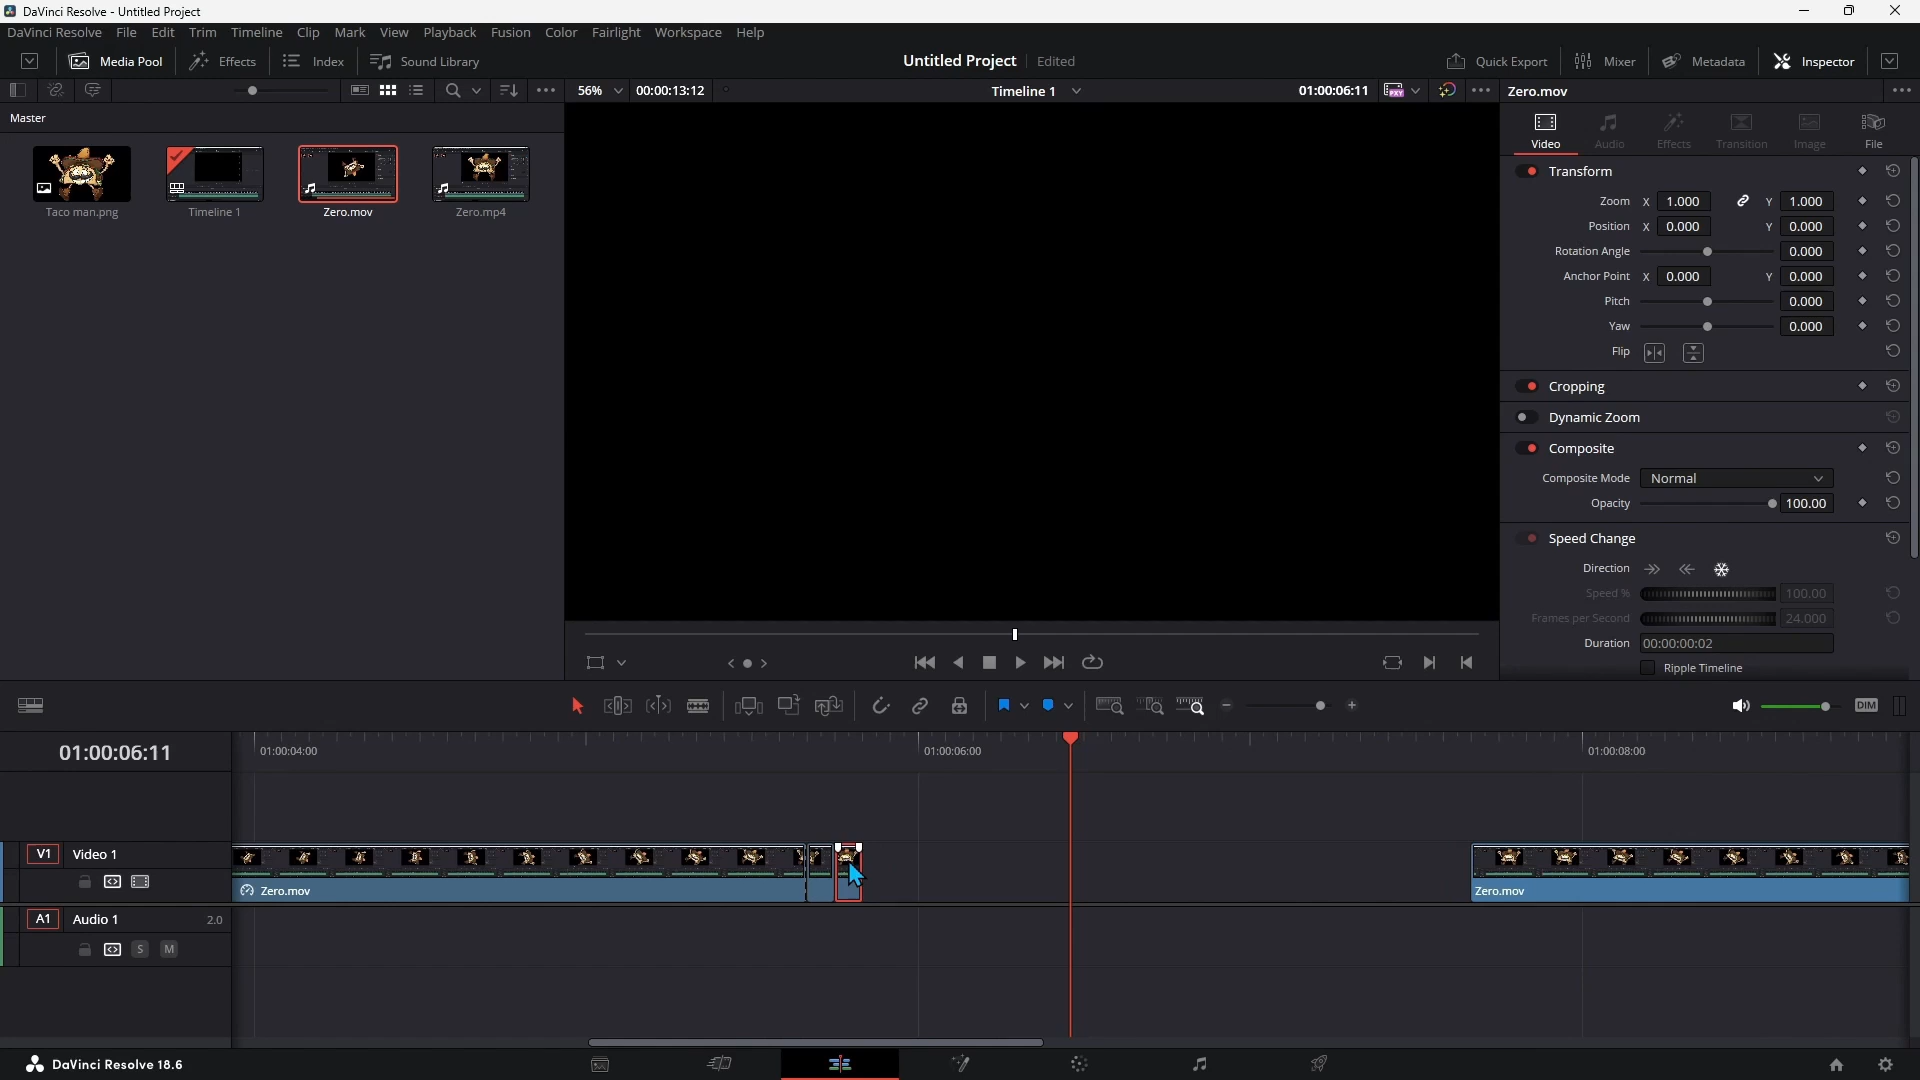 DaVinci Resolve - Untitled Project
DaVinci Resolve File Edit Trim Timeline Clip Mark View Playback Fusion Color Fairlight Workspace Help
Media Pool Effects Index Sound Library Untitled Project Edited Quick Export Mixer Metadata Inspector
56% 00:00:13:12 Timeline 1 01:00:06:11 PXY Zero.mov
Master
Taco man.png Timeline 1 Zero.mov Zero.mp4
Video Audio Effects Transition Image File
Transform
Zoom X 1.000 Y 1.000
Position X 0.000 Y 0.000
Rotation Angle 0.000
Anchor Point X 0.000 Y 0.000
Pitch 0.000
Yaw 0.000
Flip
Cropping
Dynamic Zoom
Composite
Composite Mode Normal
Opacity 100.00
Speed Change
Direction
Speed % 100.00
Frames per Second 24.000
Duration 00:00:00:02
Ripple Timeline
DIM
01:00:06:11 01:00:04:00 01:00:06:00 01:00:08:00
V1 Video 1
Zero.mov Zero.mov
A1 Audio 1 2.0
S M
DaVinci Resolve 18.6